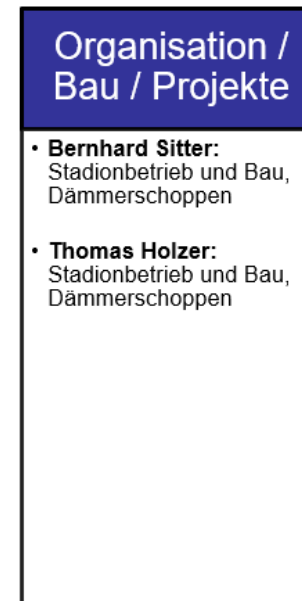 Organisation /
Bau / Projekte
• Bernhard Sitter:
Stadionbetrieb und Bau,
Dämmerschoppen
• Thomas Holzer:
Stadionbetrieb und Bau,
Dämmerschoppen